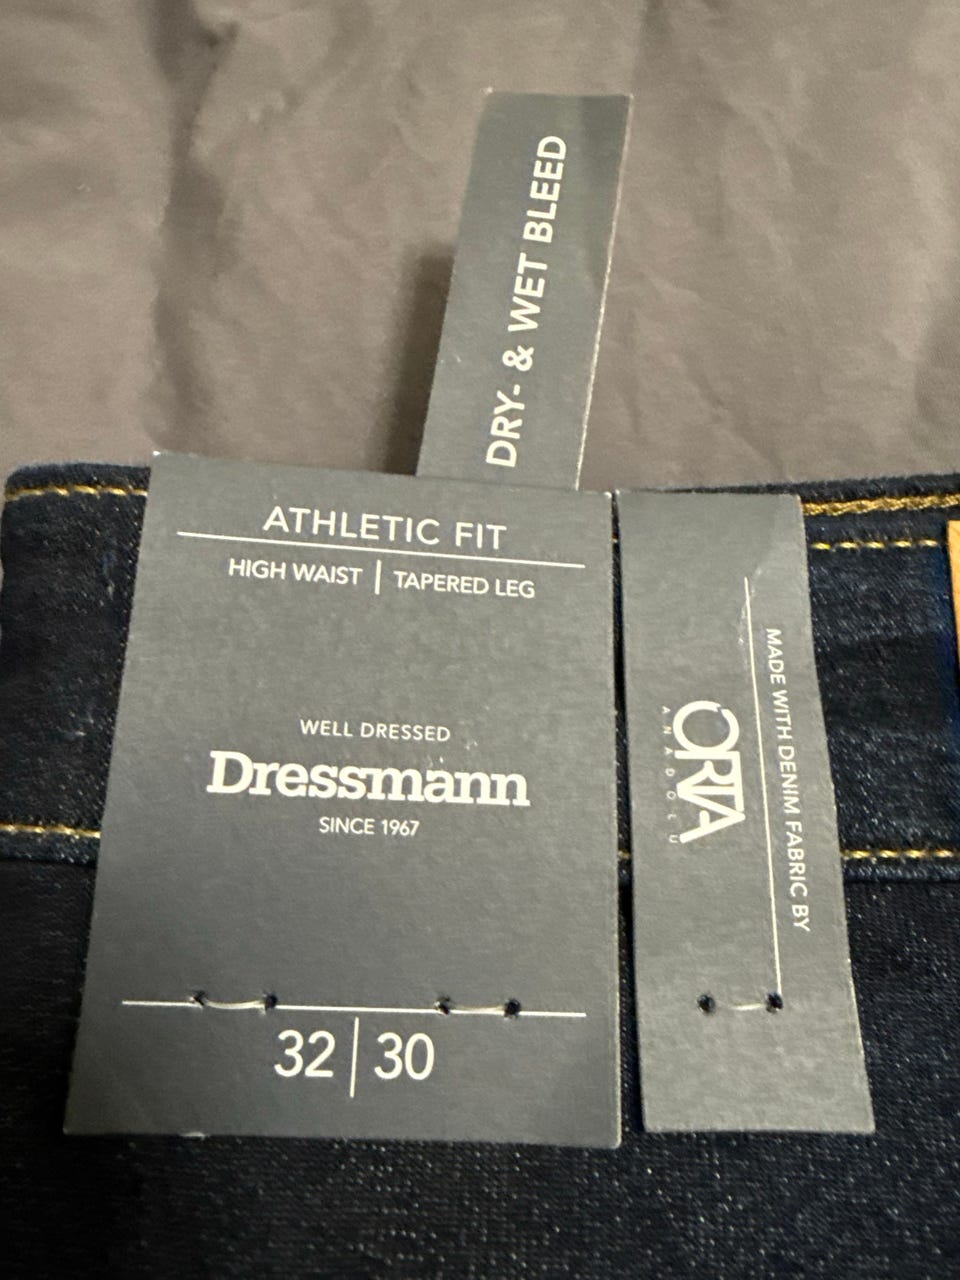 DRY- & WET BLEED
ATHLETIC FIT
HIGH WAIST | TAPERED LEG
WELL DRESSED
Dressmann
SINCE 1967
32 | 30
MADE WITH DENIM FABRIC BY
ORTA
ANADOLU